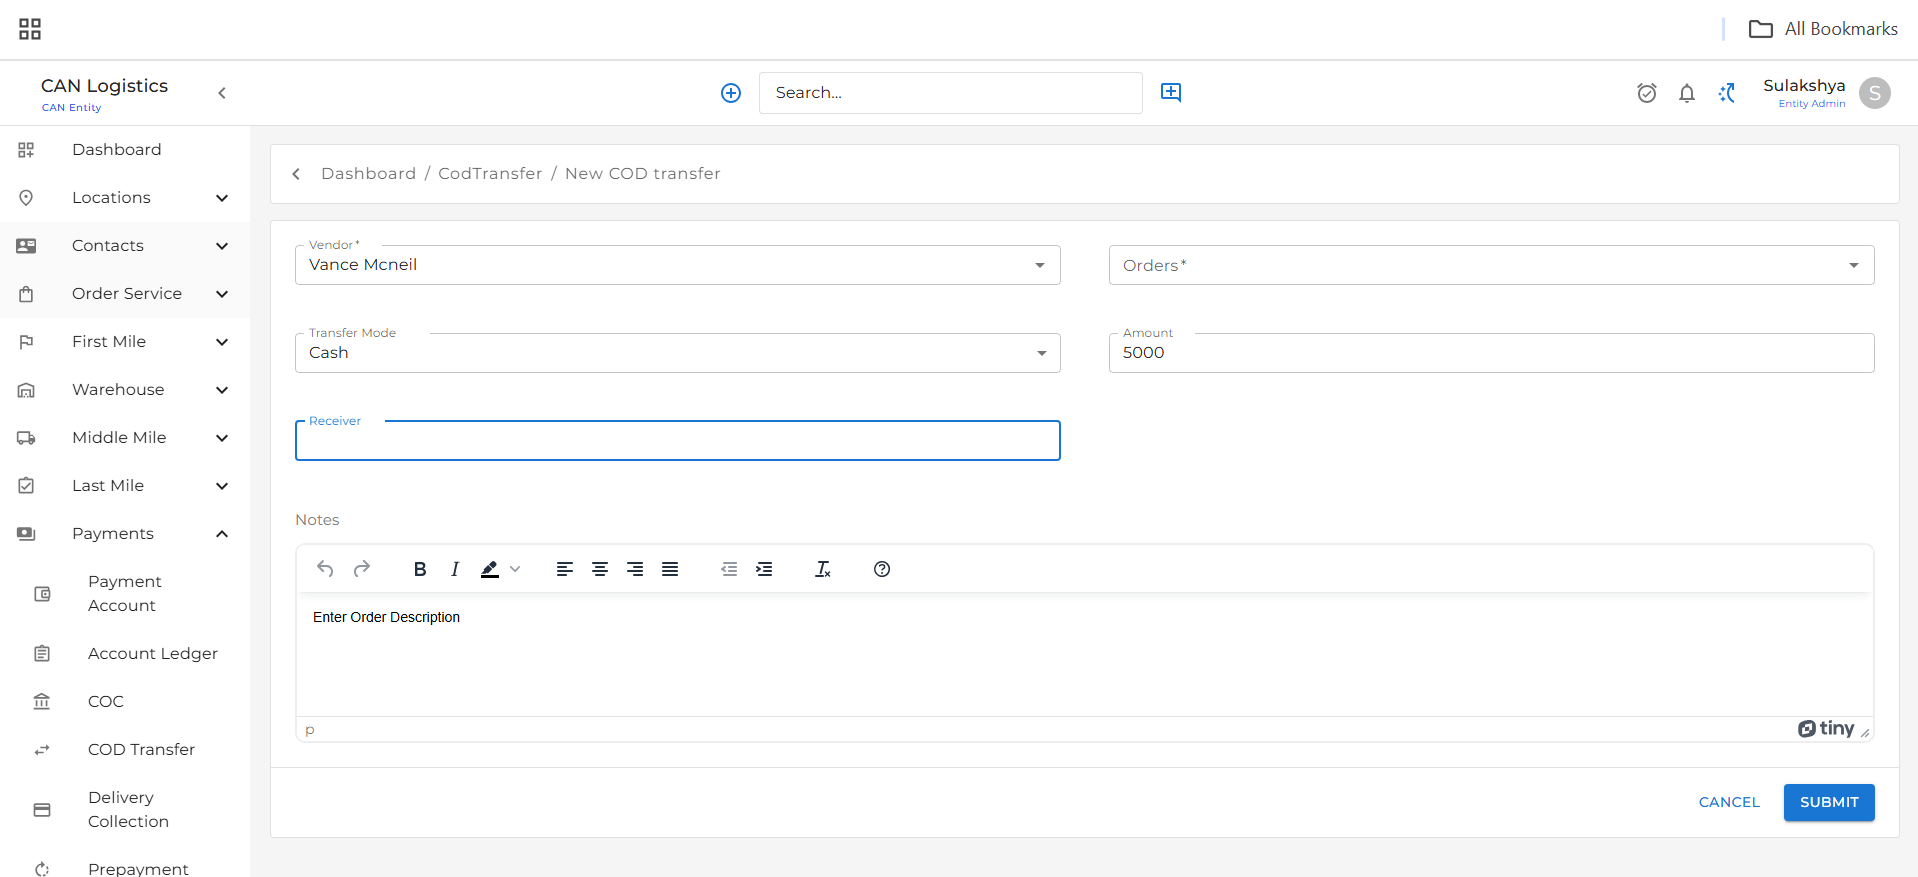 All Bookmarks
CAN Logistics
CAN Entity
Search...
Sulakshya
Entity Admin
S
Dashboard
Locations
Contacts
Order Service
First Mile
Warehouse
Middle Mile
Last Mile
Payments
Payment
Account
Account Ledger
COC
COD Transfer
Delivery
Collection
Prepayment
Dashboard / CodTransfer / New COD transfer
Vendor *
Vance Mcneil
Orders *
Transfer Mode
Cash
Amount
5000
Receiver
Notes
B I
Enter Order Description
p
tiny
CANCEL
SUBMIT